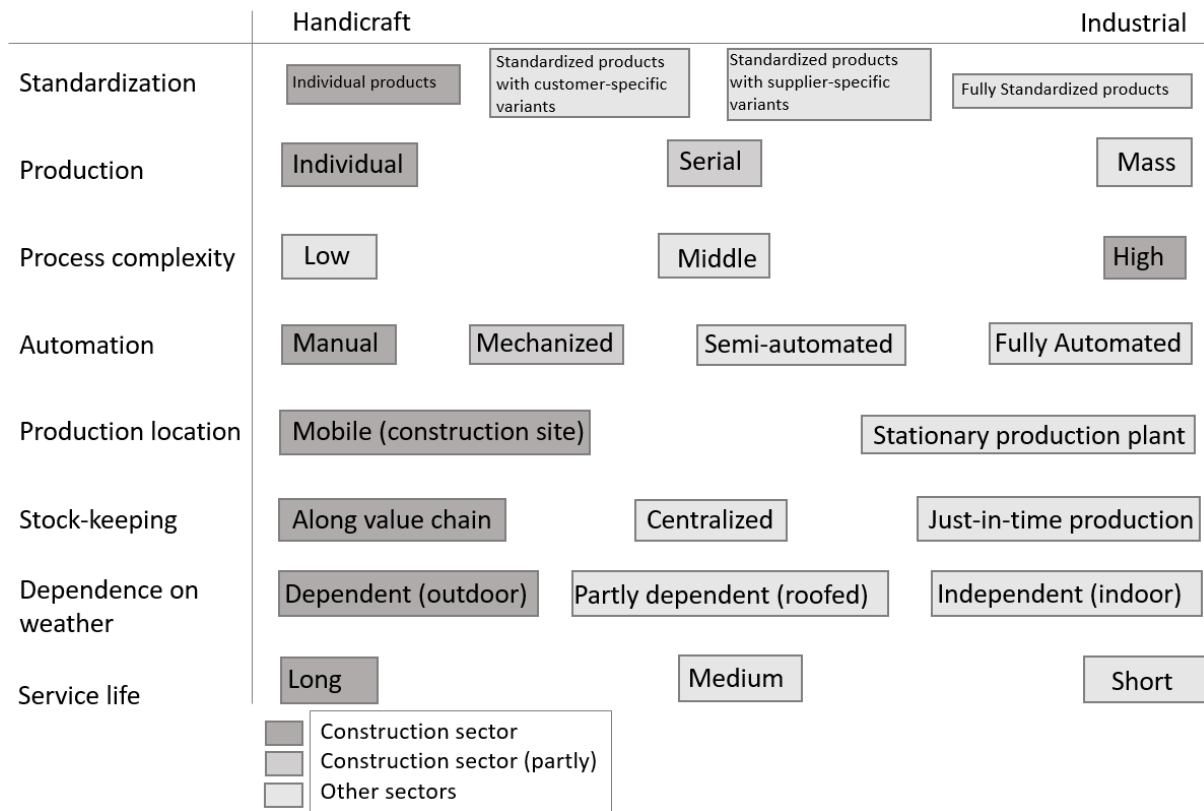 Handicraft Industrial
Standardization
Individual products
Standardized products
with customer-specific
variants
Standardized products
with supplier-specific
variants
Fully Standardized products
Production
Individual
Serial
Mass
Process complexity
Low
Middle
High
Automation
Manual
Mechanized
Semi-automated
Fully Automated
Production location
Mobile (construction site)
Stationary production plant
Stock-keeping
Along value chain
Centralized
Just-in-time production
Dependence on
weather
Dependent (outdoor)
Partly dependent (roofed)
Independent (indoor)
Service life
Long
Medium
Short
Construction sector
Construction sector (partly)
Other sectors